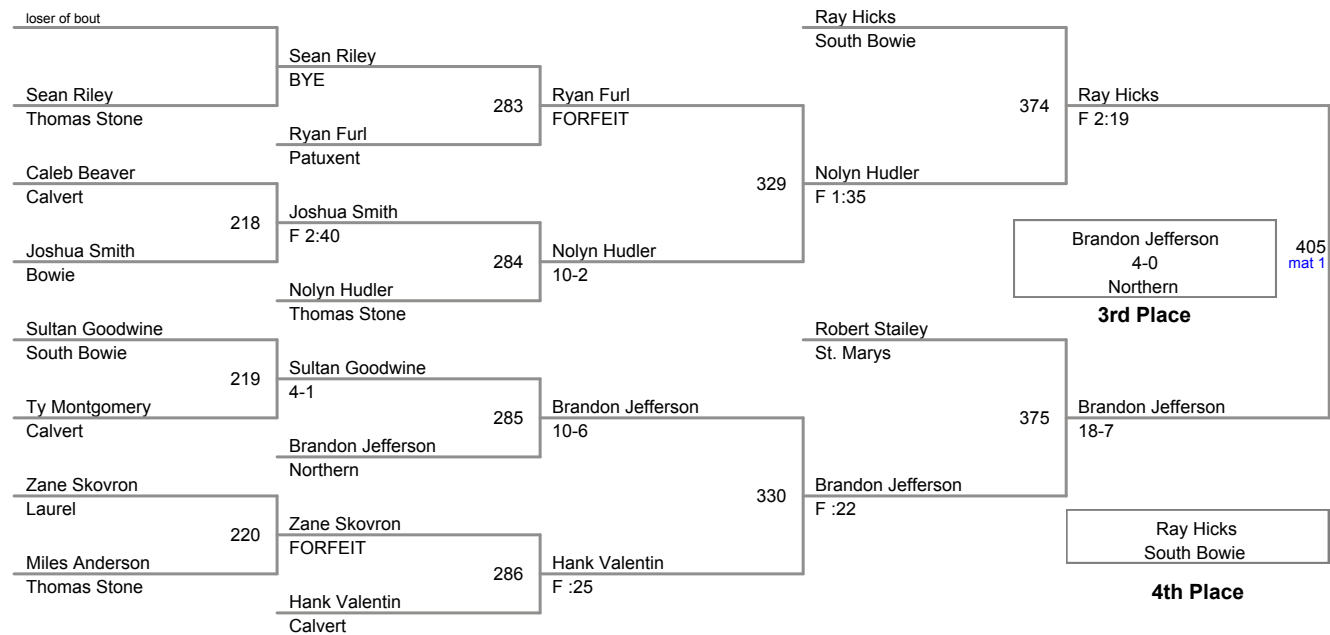 loser of bout
Sean Riley
Thomas Stone
Caleb Beaver
Calvert
218
Joshua Smith
Bowie
Sultan Goodwine
South Bowie
219
Ty Montgomery
Calvert
Zane Skovron
Laurel
220
Miles Anderson
Thomas Stone
Sean Riley
BYE
283
Ryan Furl
Patuxent
Joshua Smith
F 2:40
284
Nolyn Hudler
Thomas Stone
Sultan Goodwine
4-1
285
Brandon Jefferson
Northern
Zane Skovron
FORFEIT
286
Hank Valentin
Calvert
Ryan Furl
FORFEIT
329
Nolyn Hudler
10-2
Brandon Jefferson
10-6
330
Hank Valentin
F :25
Ray Hicks
South Bowie
374
Nolyn Hudler
F 1:35
Robert Stailey
St. Marys
375
Brandon Jefferson
F :22
Ray Hicks
F 2:19
Brandon Jefferson
4-0
Northern
3rd Place
405
mat 1
Brandon Jefferson
18-7
Ray Hicks
South Bowie
4th Place